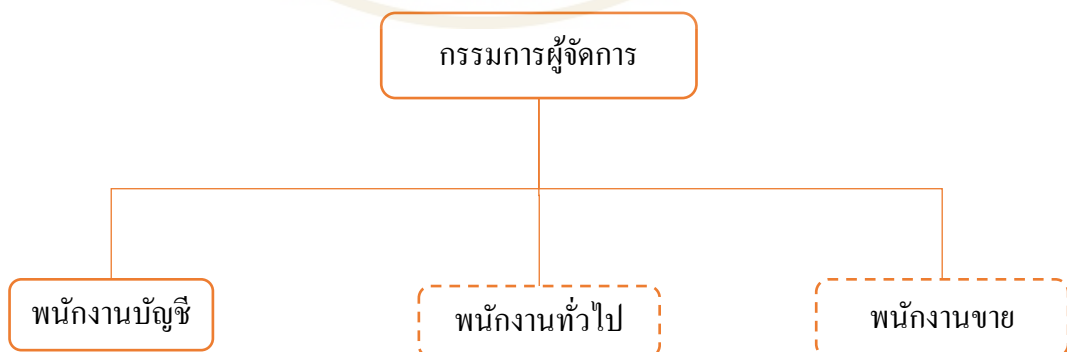 กรรมการผู้จัดการ
พนักงานบัญชี
พนักงานทั่วไป
พนักงานขาย